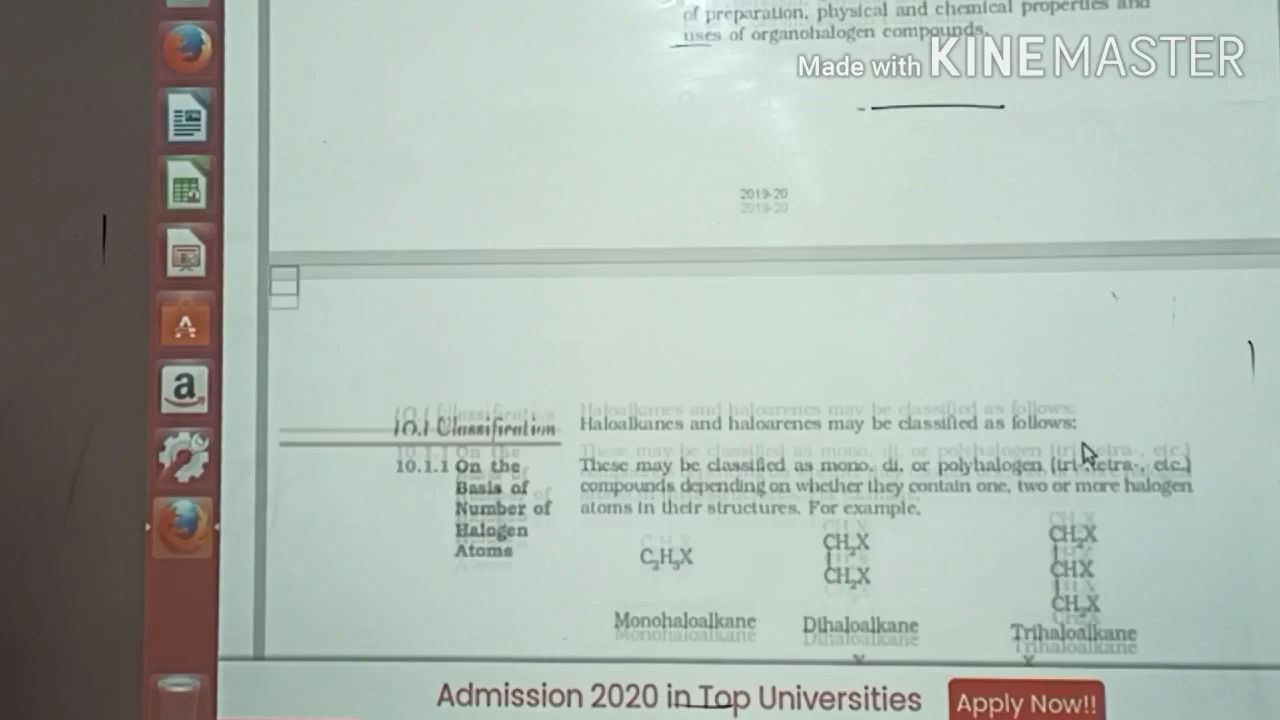 of preparation, physical and chemical properties and
uses of organohalogen compounds.
Made with KINEMASTER
2019-20
10.1 Classification
Haloalkanes and haloarenes may be classified as follows:
10.1.1 On the Basis of Number of Halogen Atoms
These may be classified as mono, di, or polyhalogen (tri-, tetra-, etc.)
compounds depending on whether they contain one, two or more halogen
atoms in their structures. For example,
C₂H₅X
CH₂X
CH₂X
CH₂X
CHX
CH₂X
Monohaloalkane
Dihaloalkane
Trihaloalkane
X
X
Admission 2020 in Top Universities
Apply Now!!
a